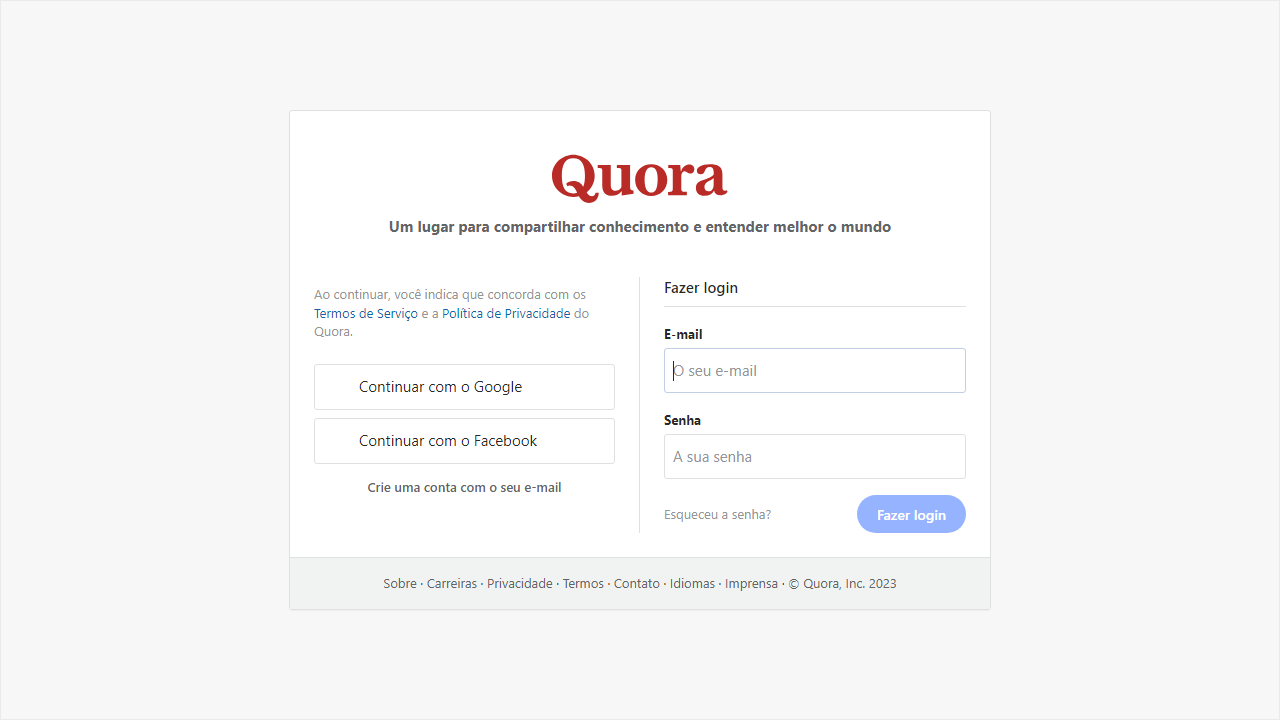 Quora
Um lugar para compartilhar conhecimento e entender melhor o mundo
Ao continuar, você indica que concorda com os
Termos de Serviço e a Política de Privacidade do
Quora.
Continuar com o Google
Continuar com o Facebook
Crie uma conta com o seu e-mail
Fazer login
E-mail
O seu e-mail
Senha
A sua senha
Esqueceu a senha?
Fazer login
Sobre · Carreiras · Privacidade · Termos · Contato · Idiomas · Imprensa · © Quora, Inc. 2023